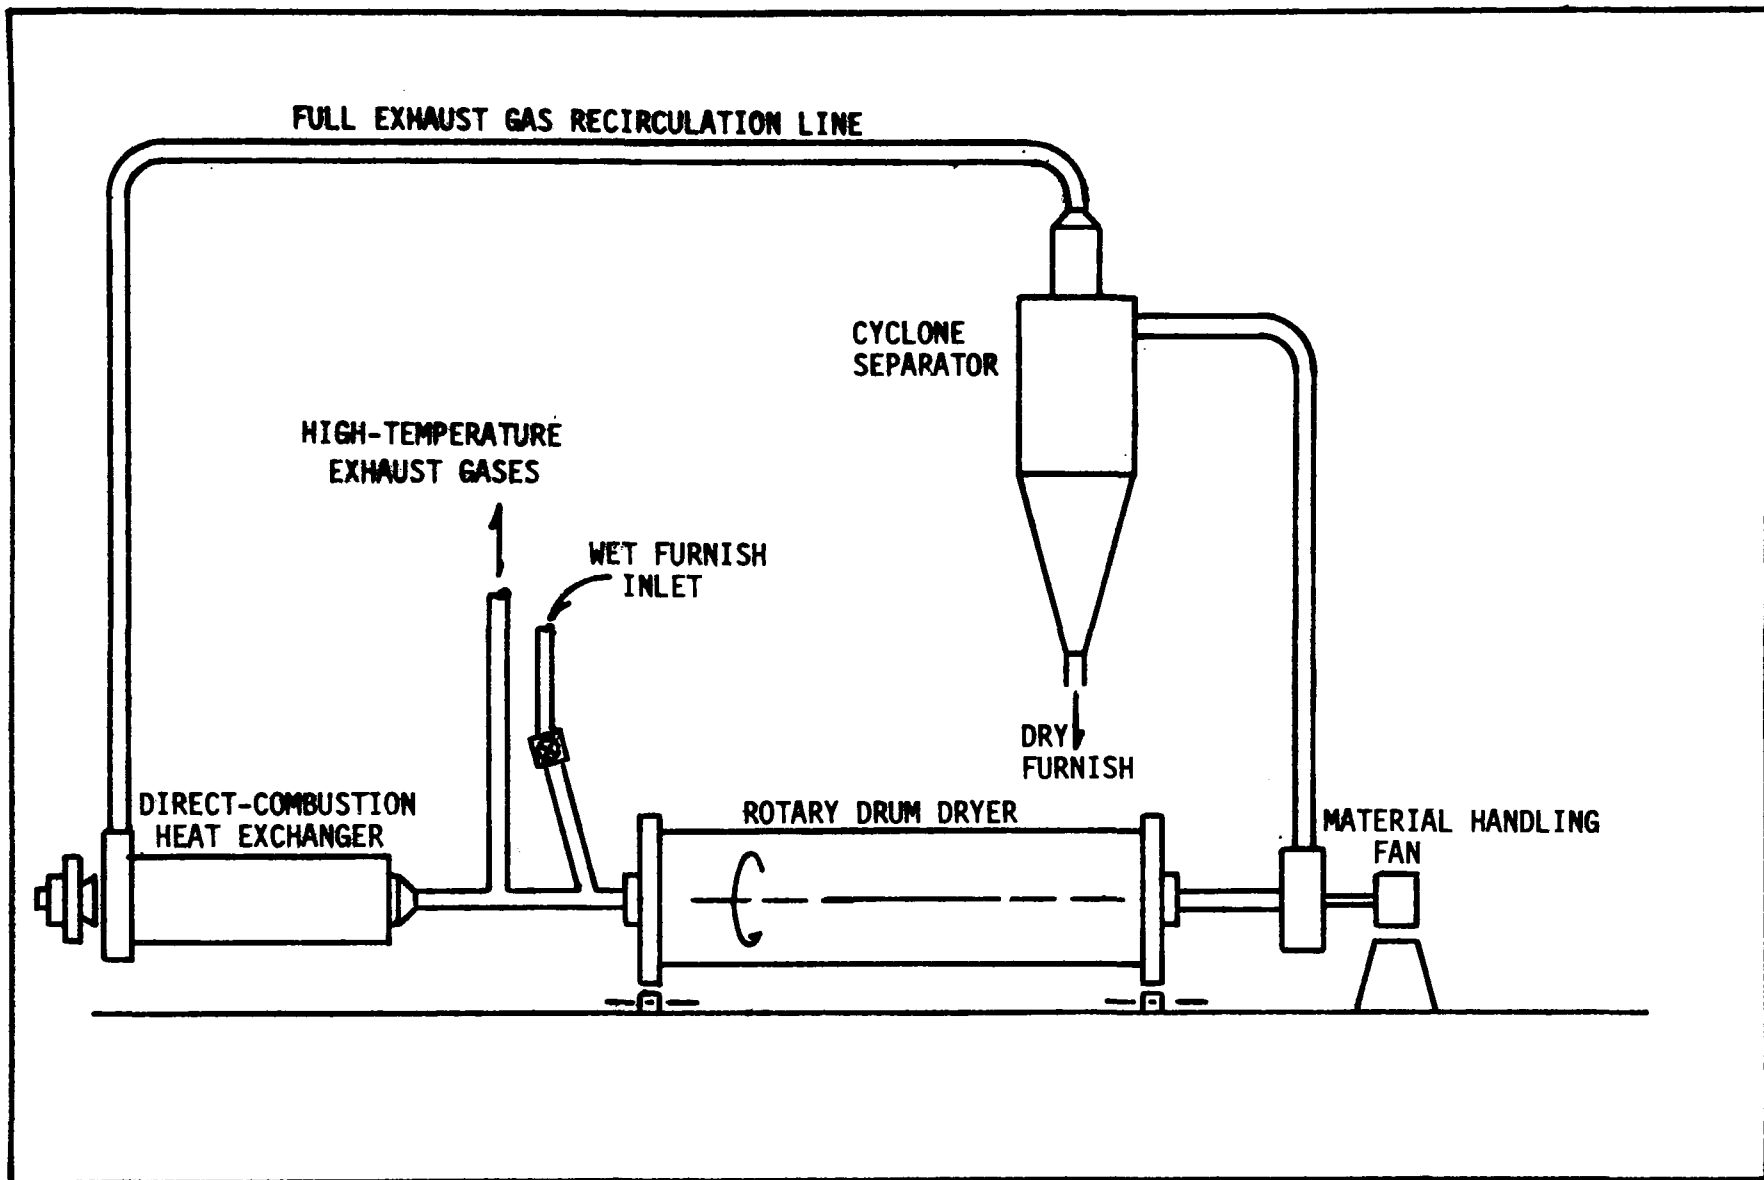 FULL EXHAUST GAS RECIRCULATION LINE
CYCLONE
SEPARATOR
HIGH-TEMPERATURE
EXHAUST GASES
WET FURNISH
INLET
DRY
FURNISH
DIRECT-COMBUSTION
HEAT EXCHANGER
ROTARY DRUM DRYER
MATERIAL HANDLING
FAN